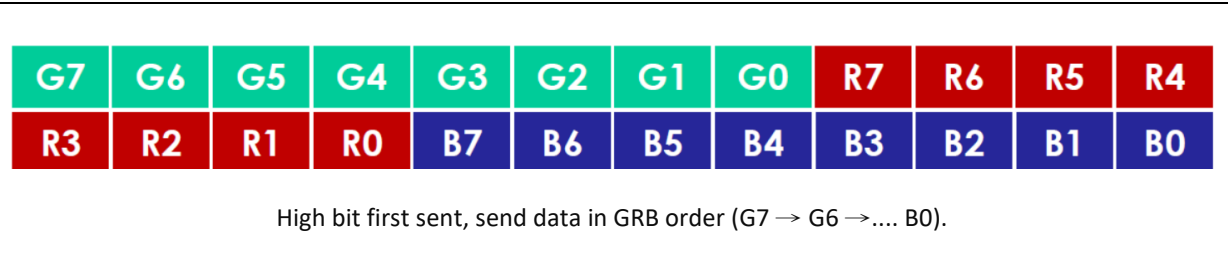 G7 G6 G5 G4 G3 G2 G1 G0 R7 R6 R5 R4
R3 R2 R1 R0 B7 B6 B5 B4 B3 B2 B1 B0
High bit first sent, send data in GRB order (G7 → G6 →.... B0).